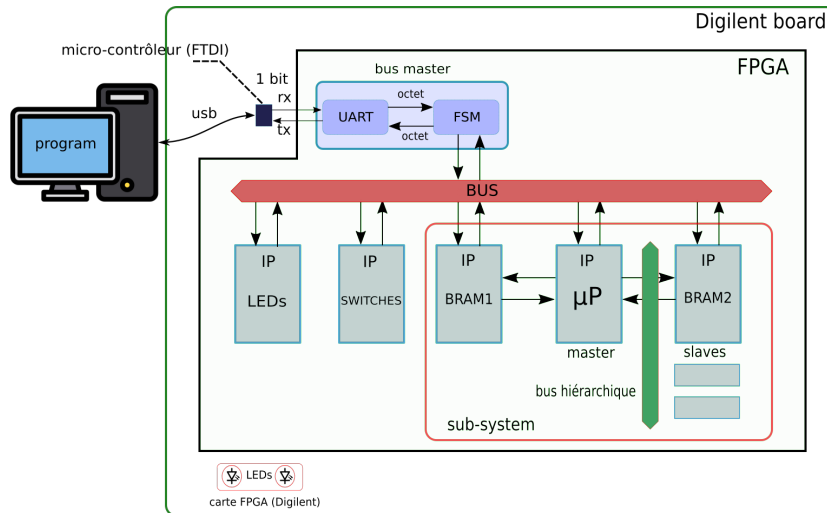 Digilent board
micro-contrôleur (FTDI)
FPGA
bus master
1 bit
rx
octet
usb
UART
FSM
tx
octet
program
BUS
IP
IP
IP
IP
IP
LEDs
SWITCHES
BRAM1
µP
BRAM2
master
slaves
bus hiérarchique
sub-system
LEDs
carte FPGA (Digilent)